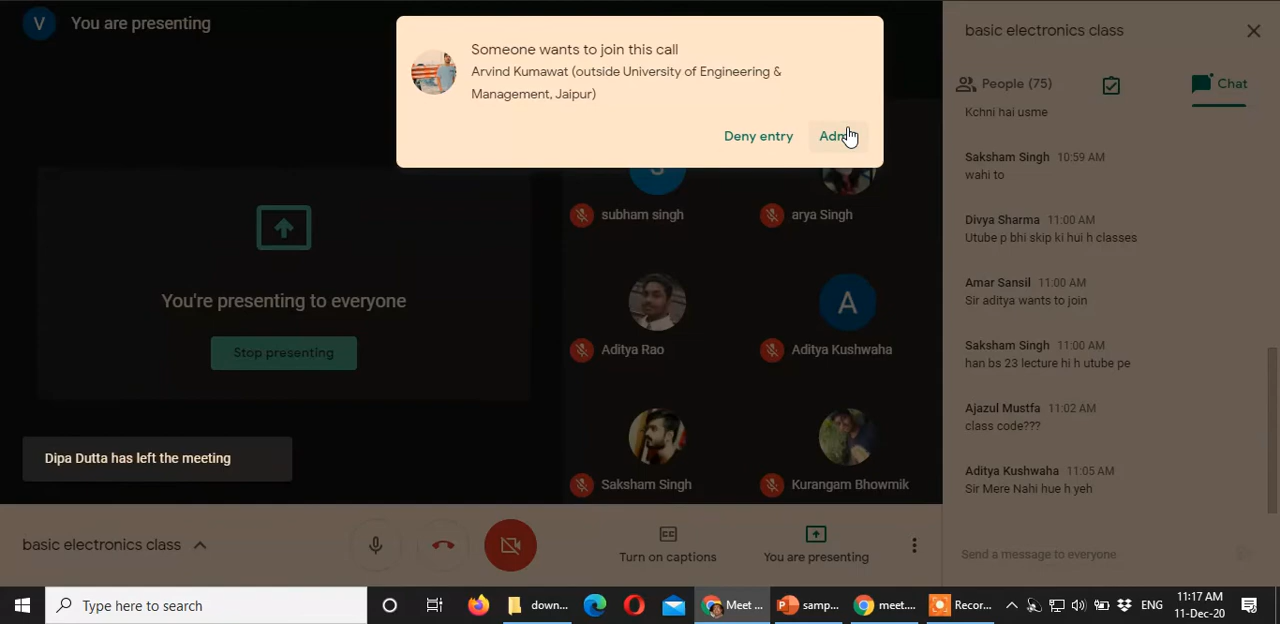 V
You are presenting
Someone wants to join this call
Arvind Kumawat (outside University of Engineering &
Management, Jaipur)
Deny entry
You're presenting to everyone
Stop presenting
Dipa Dutta has left the meeting
subham singh
arya Singh
A
Aditya Rao
Aditya Kushwaha
Saksham Singh
Kurangam Bhowmik
basic electronics class
People (75)
Chat
Kchni hai usme
Saksham Singh 10:59 AM
wahi to
Divya Sharma 11:00 AM
Utube p bhi skip ki hui h classes
Amar Sansil 11:00 AM
Sir aditya wants to join
Saksham Singh 11:00 AM
han bs 23 lecture hi h utube pe
Ajazul Mustfa 11:02 AM
class code???
Aditya Kushwaha 11:05 AM
Sir Mere Nahi hue h yeh
Send a message to everyone
basic electronics class
CC
Turn on captions
You are presenting
Type here to search
down...
Meet ...
samp...
meet....
Recor...
ENG
11:17 AM
11-Dec-20